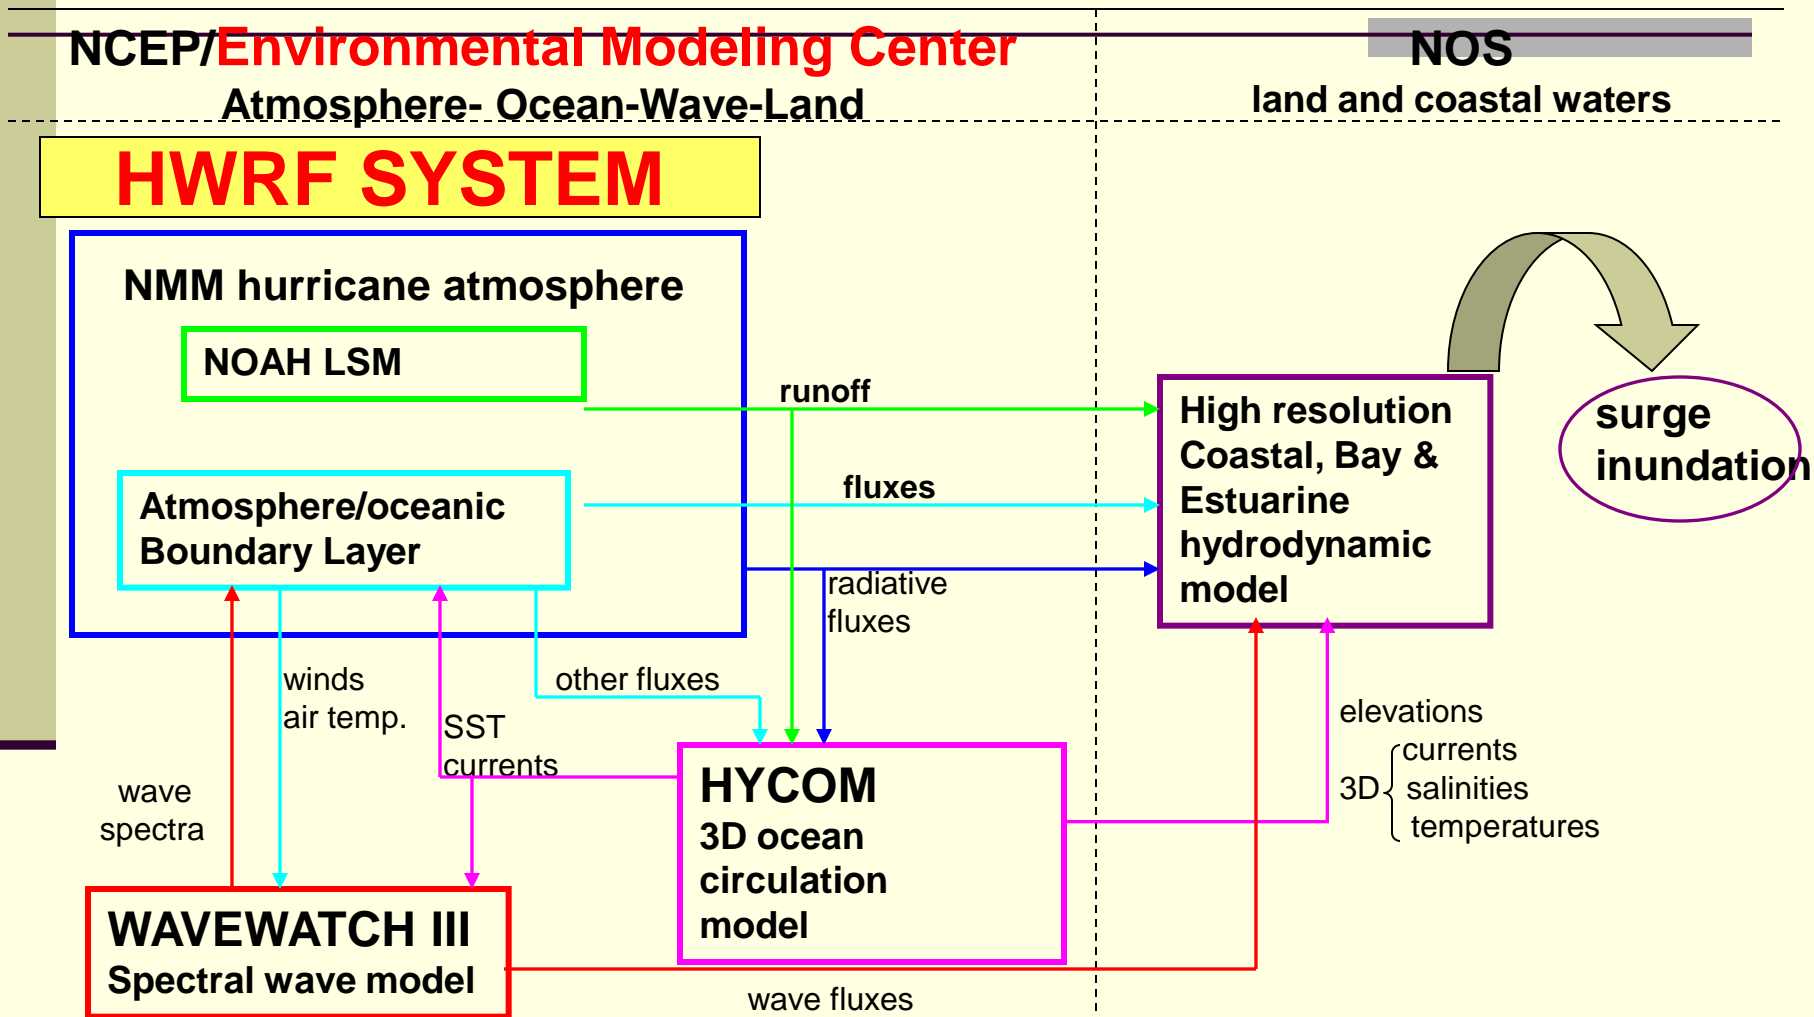 NCEP/Environmental Modeling Center
Atmosphere- Ocean-Wave-Land
NOS
land and coastal waters
HWRF SYSTEM
NMM hurricane atmosphere
NOAH LSM
Atmosphere/oceanic
Boundary Layer
runoff
fluxes
radiative
fluxes
High resolution
Coastal, Bay &
Estuarine
hydrodynamic
model
surge
inundation
winds
air temp.
other fluxes
SST
currents
wave
spectra
elevations
currents
3D salinities
temperatures
HYCOM
3D ocean
circulation
model
WAVEWATCH III
Spectral wave model
wave fluxes